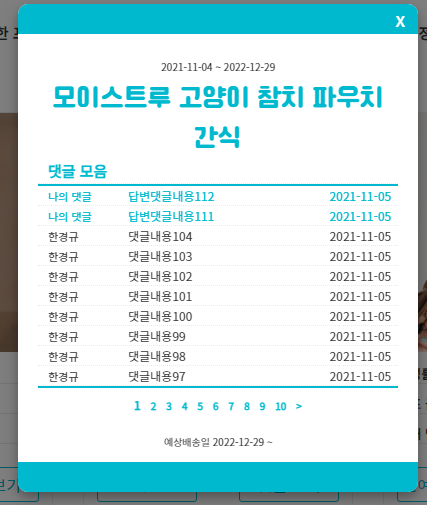 X
2021-11-04 ~ 2022-12-29
모이스트루 고양이 참치 파우치
간식
댓글 모음
나의 댓글 답변댓글내용112 2021-11-05
나의 댓글 답변댓글내용111 2021-11-05
한경규 댓글내용104 2021-11-05
한경규 댓글내용103 2021-11-05
한경규 댓글내용102 2021-11-05
한경규 댓글내용101 2021-11-05
한경규 댓글내용100 2021-11-05
한경규 댓글내용99 2021-11-05
한경규 댓글내용98 2021-11-05
한경규 댓글내용97 2021-11-05
1 2 3 4 5 6 7 8 9 10 >
예상배송일 2022-12-29 ~